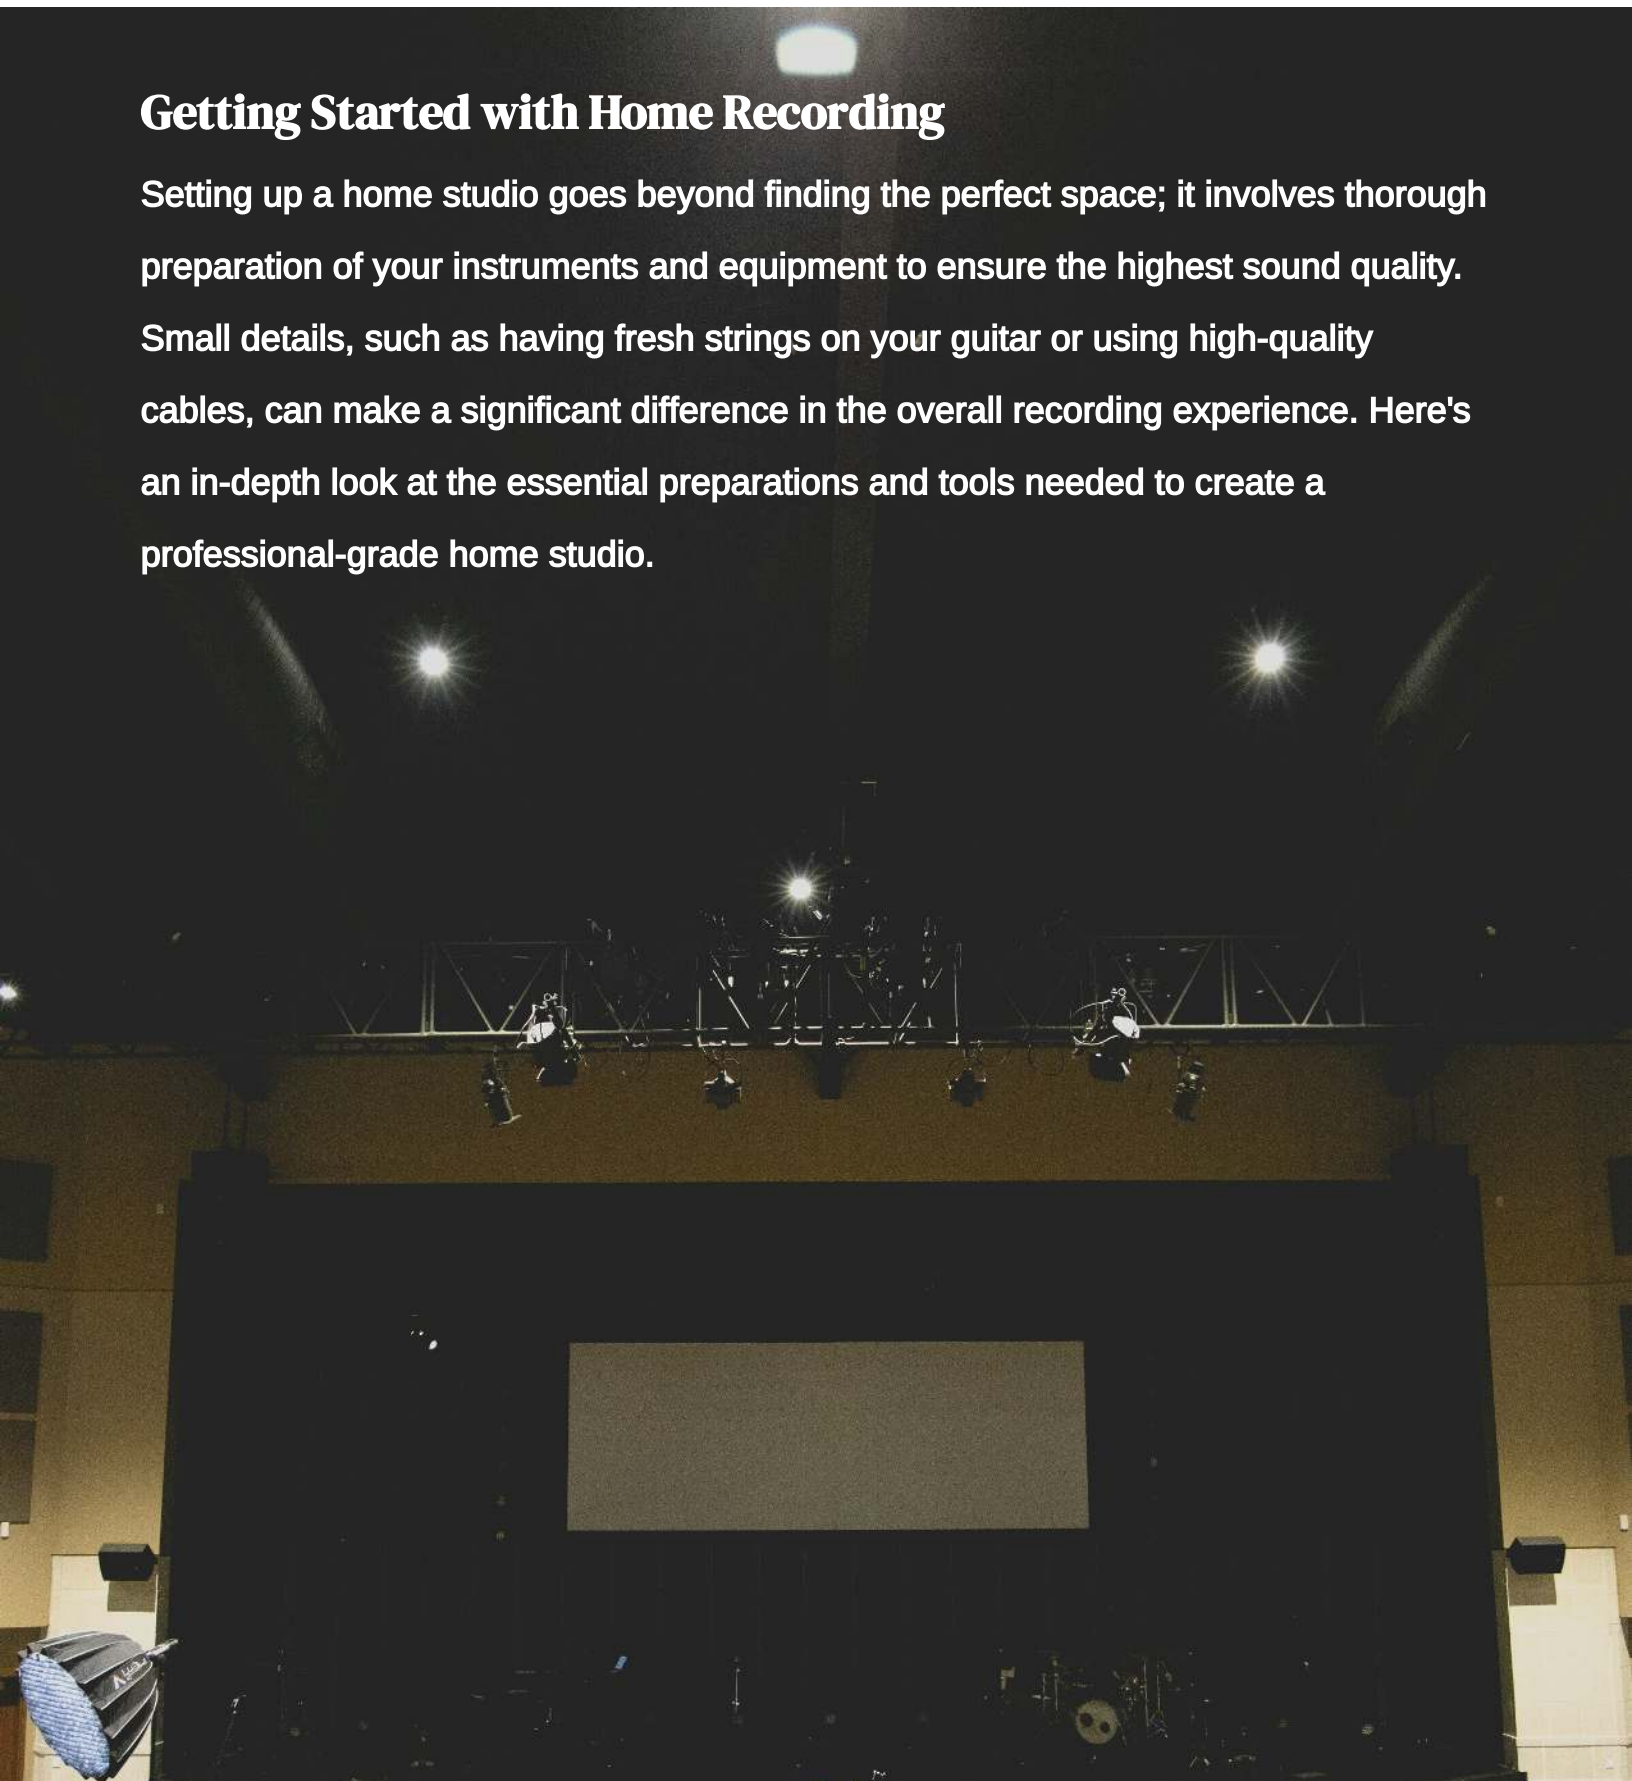 Getting Started with Home Recording
Setting up a home studio goes beyond finding the perfect space; it involves thorough
preparation of your instruments and equipment to ensure the highest sound quality.
Small details, such as having fresh strings on your guitar or using high-quality
cables, can make a significant difference in the overall recording experience. Here's
an in-depth look at the essential preparations and tools needed to create a
professional-grade home studio.